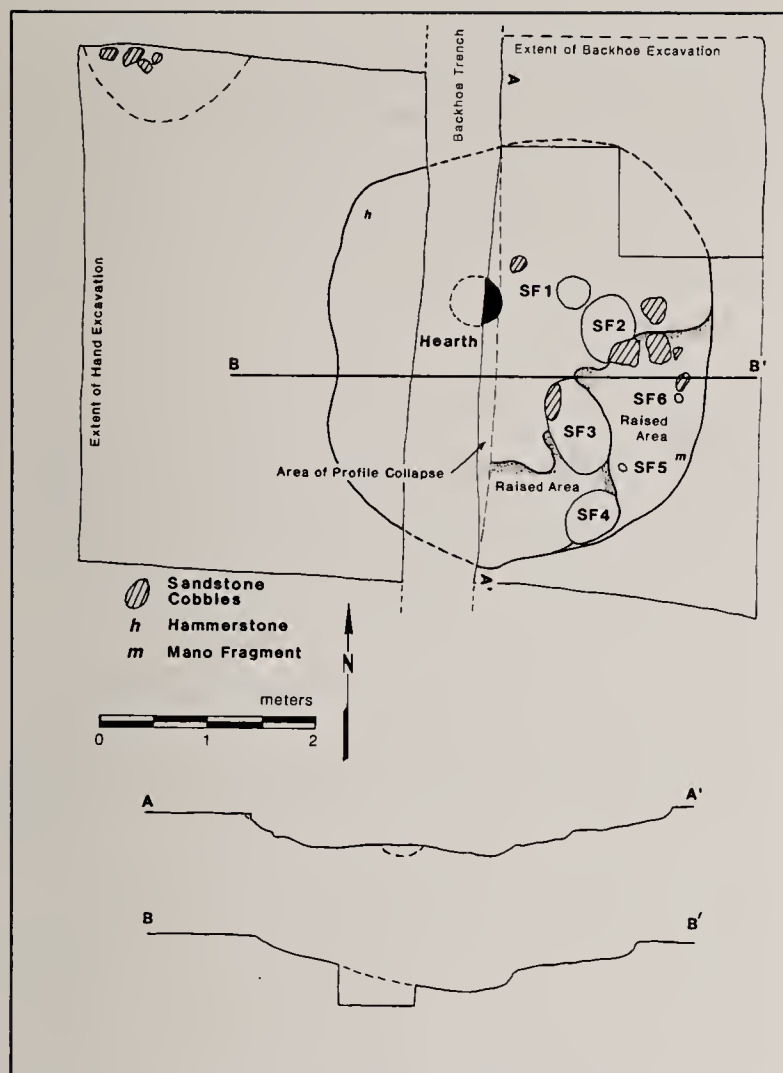 Extent of Backhoe Excavation
Backhoe Trench
A
h
Extent of Hand Excavation
SF1
SF2
Hearth
B
B'
SF6
Raised
Area
SF3
m
Area of Profile Collapse
SF5
Raised Area
SF4
A'
Sandstone
Cobbles
h Hammerstone
m Mano Fragment
N
meters
0 1 2
A A'
B B'